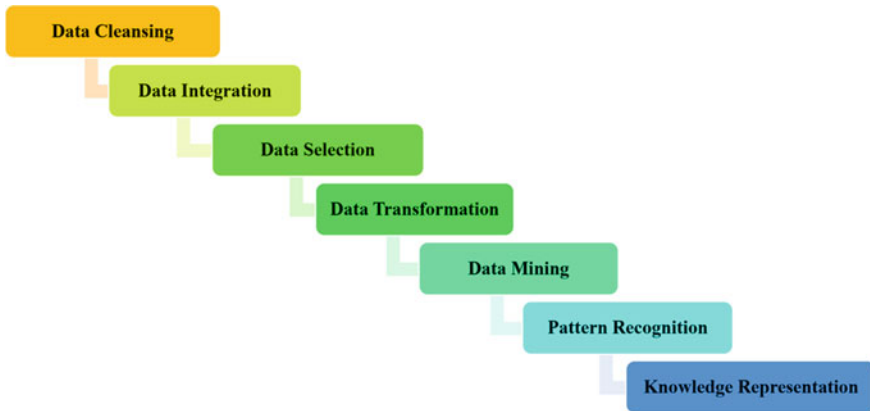 Data Cleansing
Data Integration
Data Selection
Data Transformation
Data Mining
Pattern Recognition
Knowledge Representation